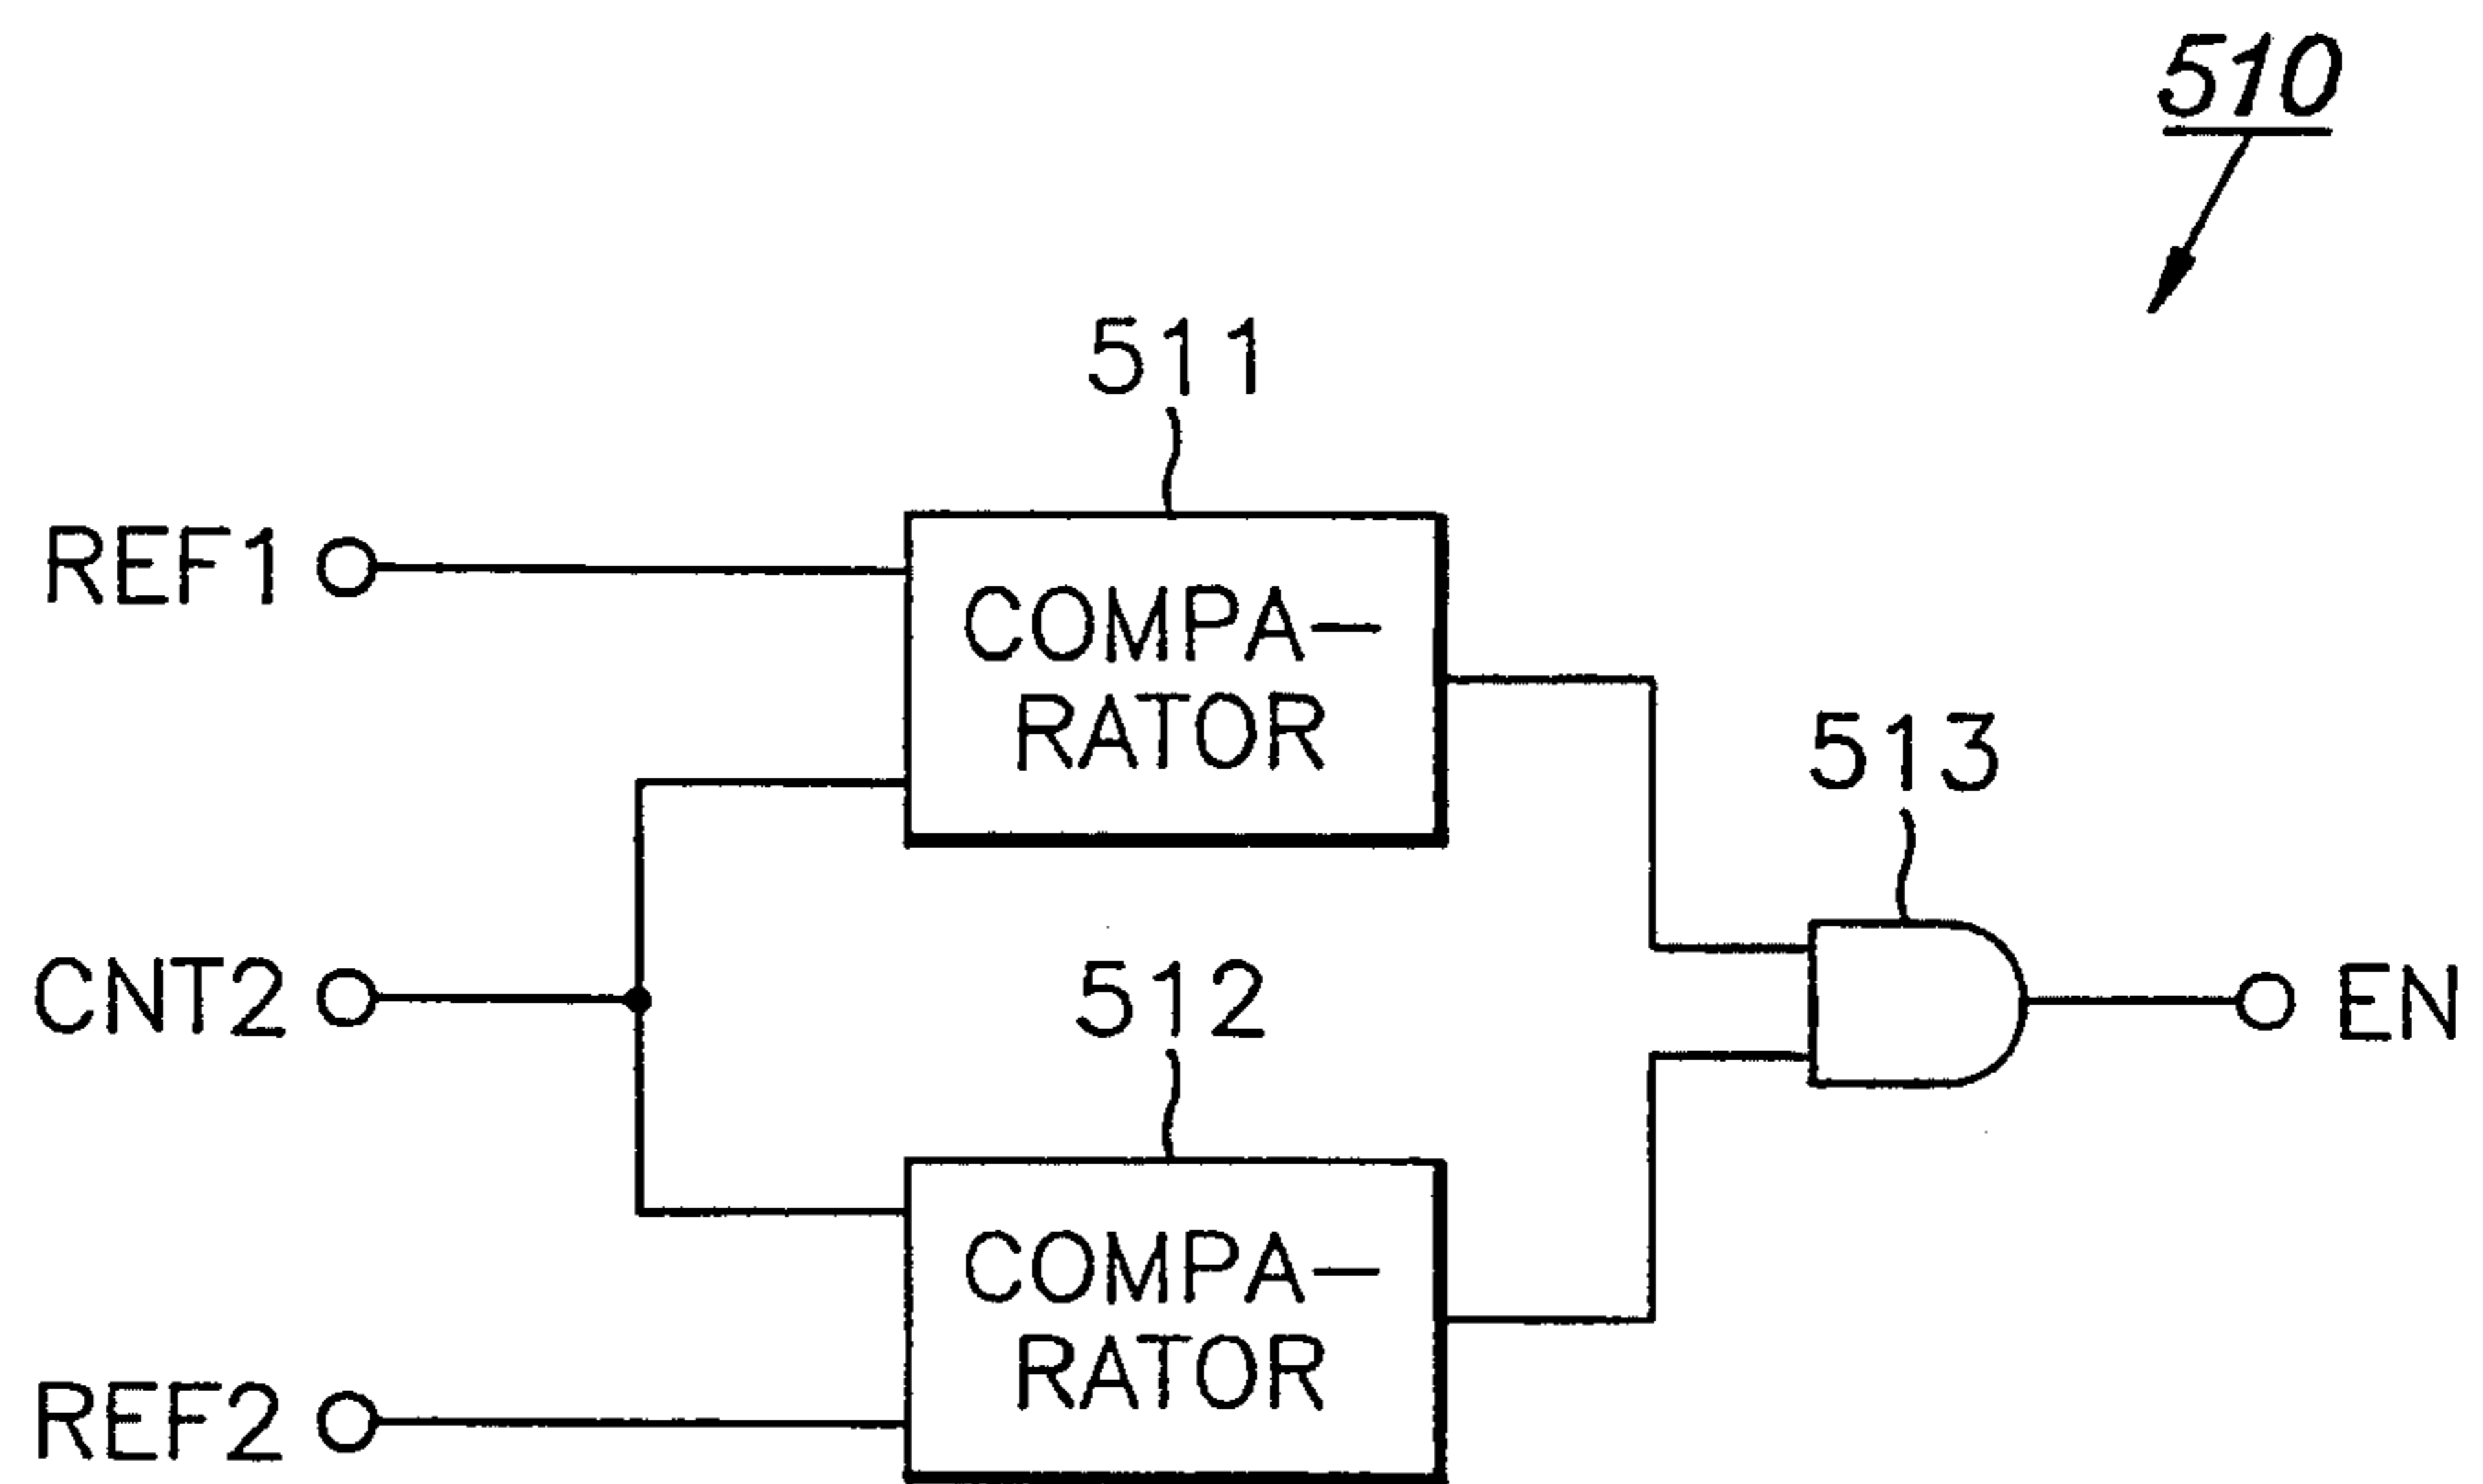 510
511
REF1
COMPA-
RATOR
513
CNT2
512
EN
COMPA-
RATOR
REF2